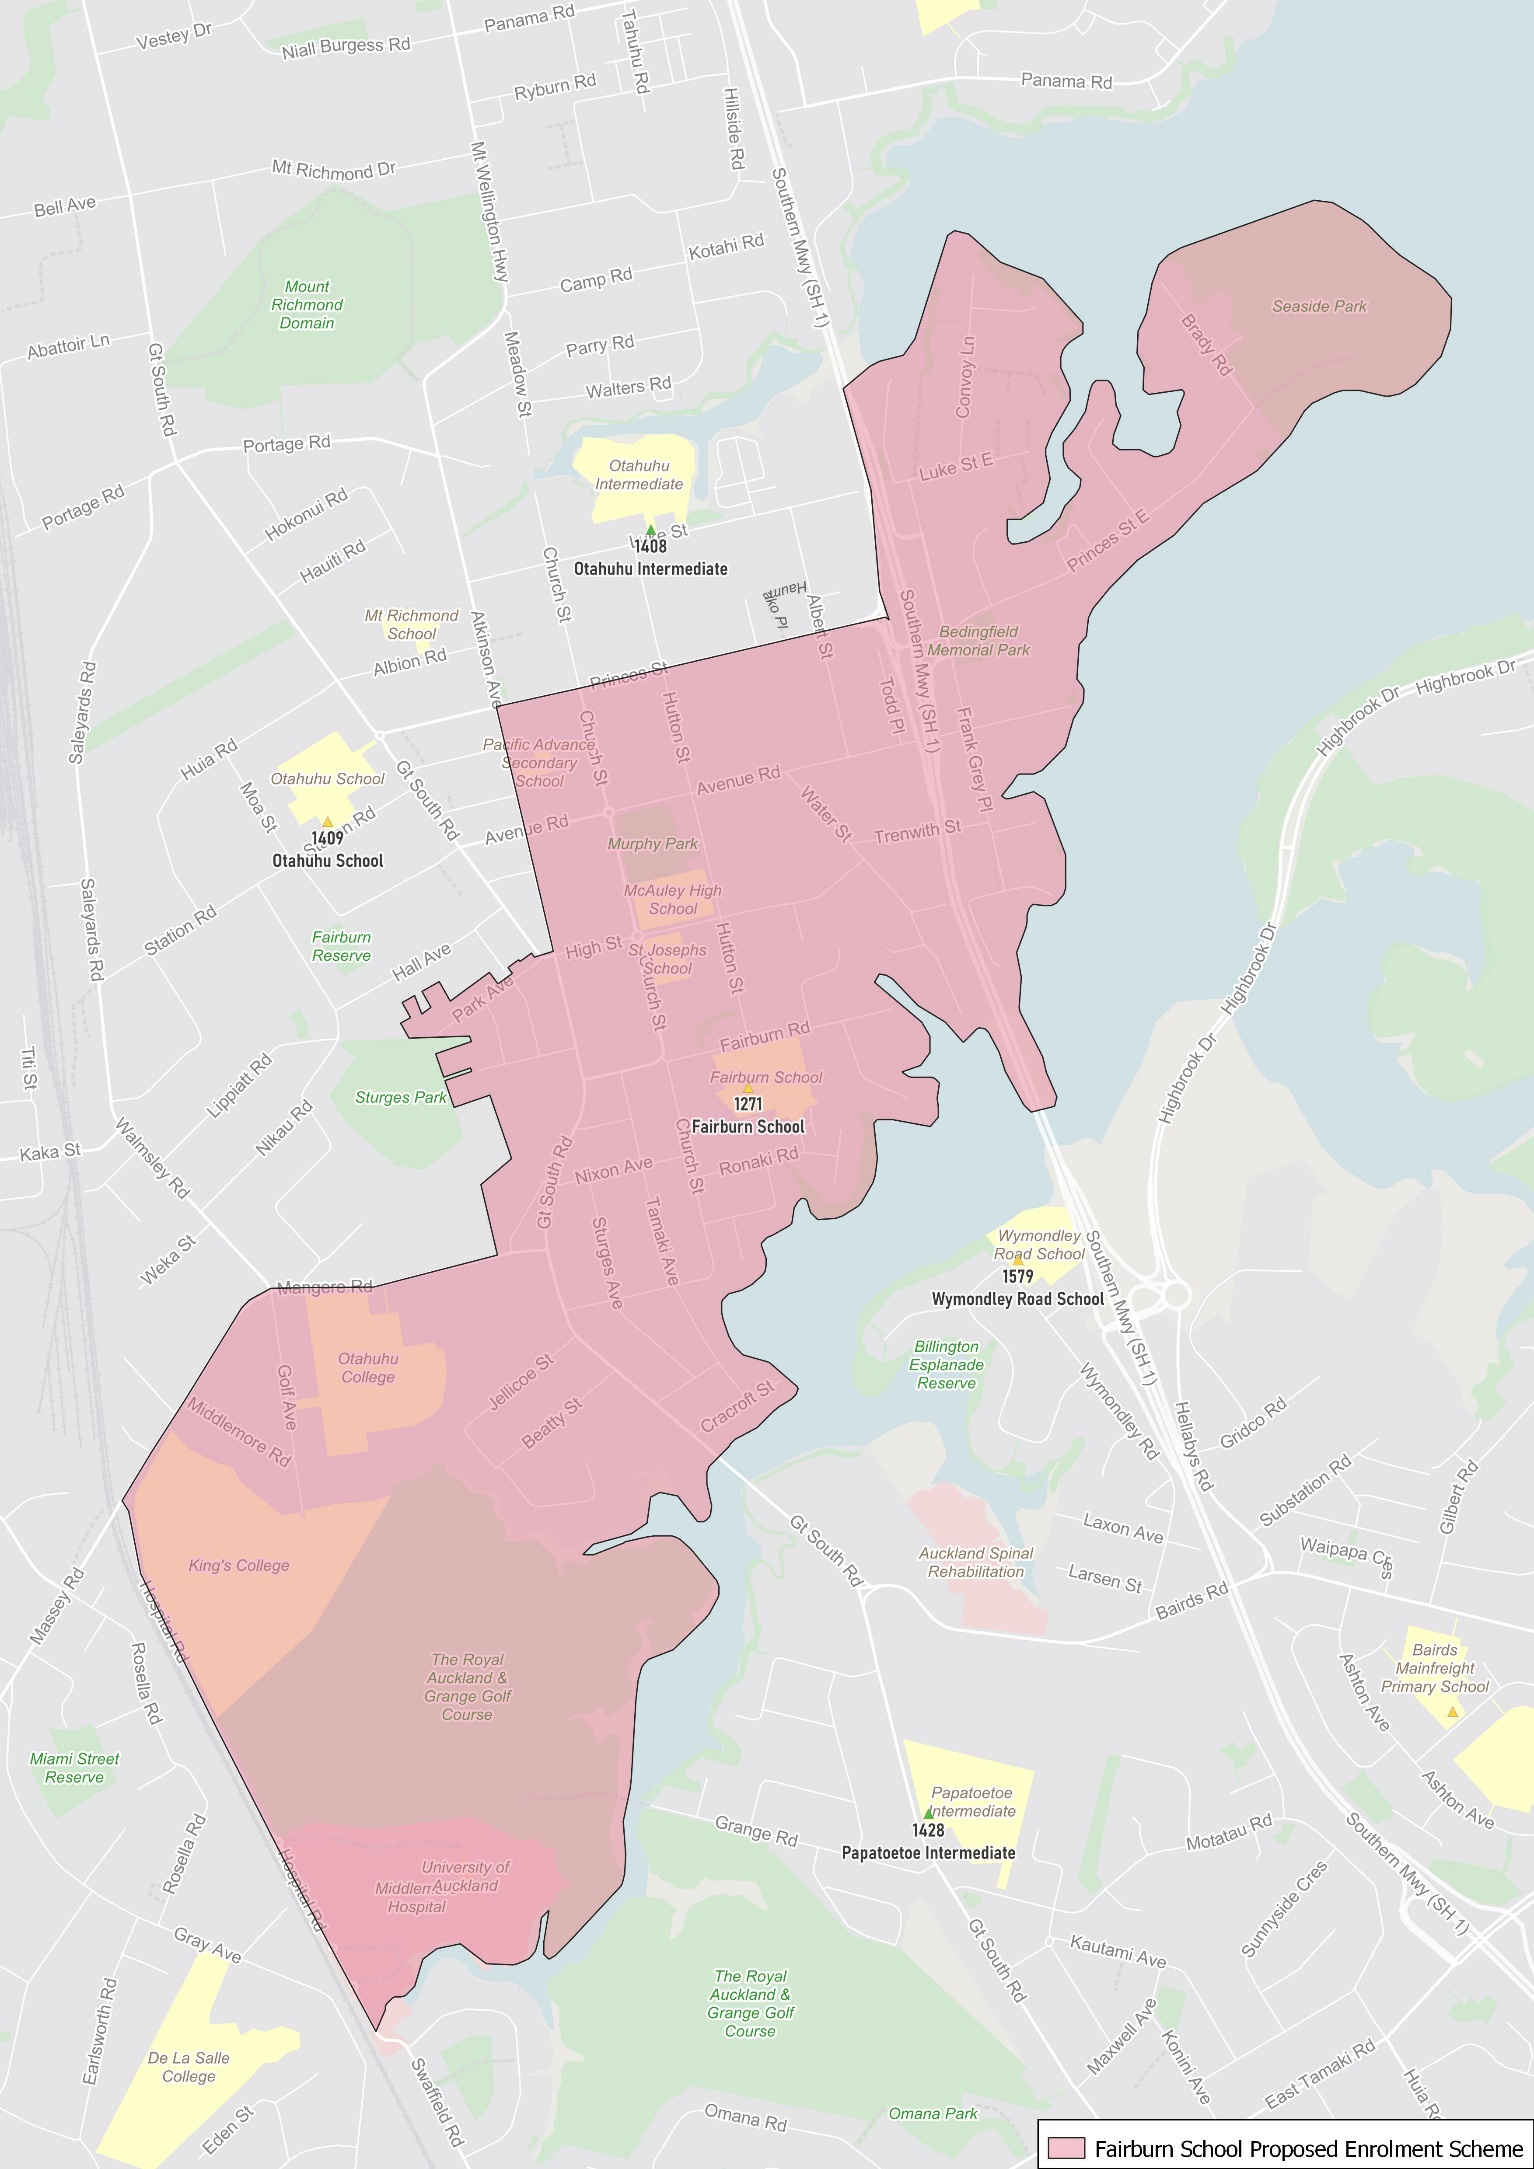 Vestey Dr
Niall Burgess Rd
Panama Rd
Tahuhu Rd
Ryburn Rd
Hillside Rd
Panama Rd
Mt Richmond Dr
Mt Wellington Hwy
Southern Mwy (SH 1)
Bell Ave
Kotahi Rd
Camp Rd
Mount
Richmond
Domain
Seaside Park
Brady Rd
Abattoir Ln
Gt South Rd
Meadow St
Parry Rd
Walters Rd
Convoy Ln
Portage Rd
Luke St E
Otahuhu
Intermediate
Portage Rd
Hokonui Rd
Hauiti Rd
St
1408
Otahuhu Intermediate
Princes St E
Church St
Albert St
Southern Mwy (SH 1)
Mt Richmond
School
Atkinson Ave
Albion Rd
Bedingfield
Memorial Park
Princes St
Saleyards Rd
Hutton St
Todd Pl
Frank Grey Pl
Highbrook Dr
Highbrook Dr
Church St
Pacific Advance
Secondary
School
Huia Rd
Otahuhu School
Moa St
Gt South Rd
1409
Otahuhu School
Avenue Rd
Avenue Rd
Water St
Trenwith St
Murphy Park
McAuley High
School
Saleyards Rd
Station Rd
Fairburn
Reserve
Hall Ave
High St
St Josephs
School
Hutton St
Church St
Highbrook Dr
Park Ave
Fairburn Rd
Highbrook Dr
Titi St
Lippiatt Rd
Sturges Park
Fairburn School
1271
Fairburn School
Nikau Rd
Kaka St
Walmsley Rd
Gt South Rd
Nixon Ave
Church St
Ronaki Rd
Weka St
Sturges Ave
Tamaki Ave
Wymondley
Road School
1579
Wymondley Road School
Southern Mwy (SH 1)
Mangere Rd
Otahuhu
College
Golf Ave
Middlemore Rd
Jellicoe St
Beatty St
Cracroft St
Billington
Esplanade
Reserve
Wymondley Rd
Hellabys Rd
Gridco Rd
Substation Rd
Gilbert Rd
King's College
Massey Rd
Hospital Rd
Gt South Rd
Auckland Spinal
Rehabilitation
Laxon Ave
Larsen St
Bairds Rd
Waipapa Cres
Rosella Rd
The Royal
Auckland &
Grange Golf
Course
Bairds
Mainfreight
Primary School
Ashton Ave
Miami Street
Reserve
Ashton Ave
Papatoetoe
Intermediate
1428
Papatoetoe Intermediate
Grange Rd
Motatau Rd
Southern Mwy (SH 1)
Rosella Rd
Hospital Rd
University of
Auckland
Hospital
Sunnyside Cres
Gray Ave
Gt South Rd
Kautami Ave
Earlsworth Rd
The Royal
Auckland &
Grange Golf
Course
De La Salle
College
Maxwell Ave
Konini Ave
East Tamaki Rd
Eden St
Swaffield Rd
Omana Rd
Omana Park
Fairburn School Proposed Enrolment Scheme